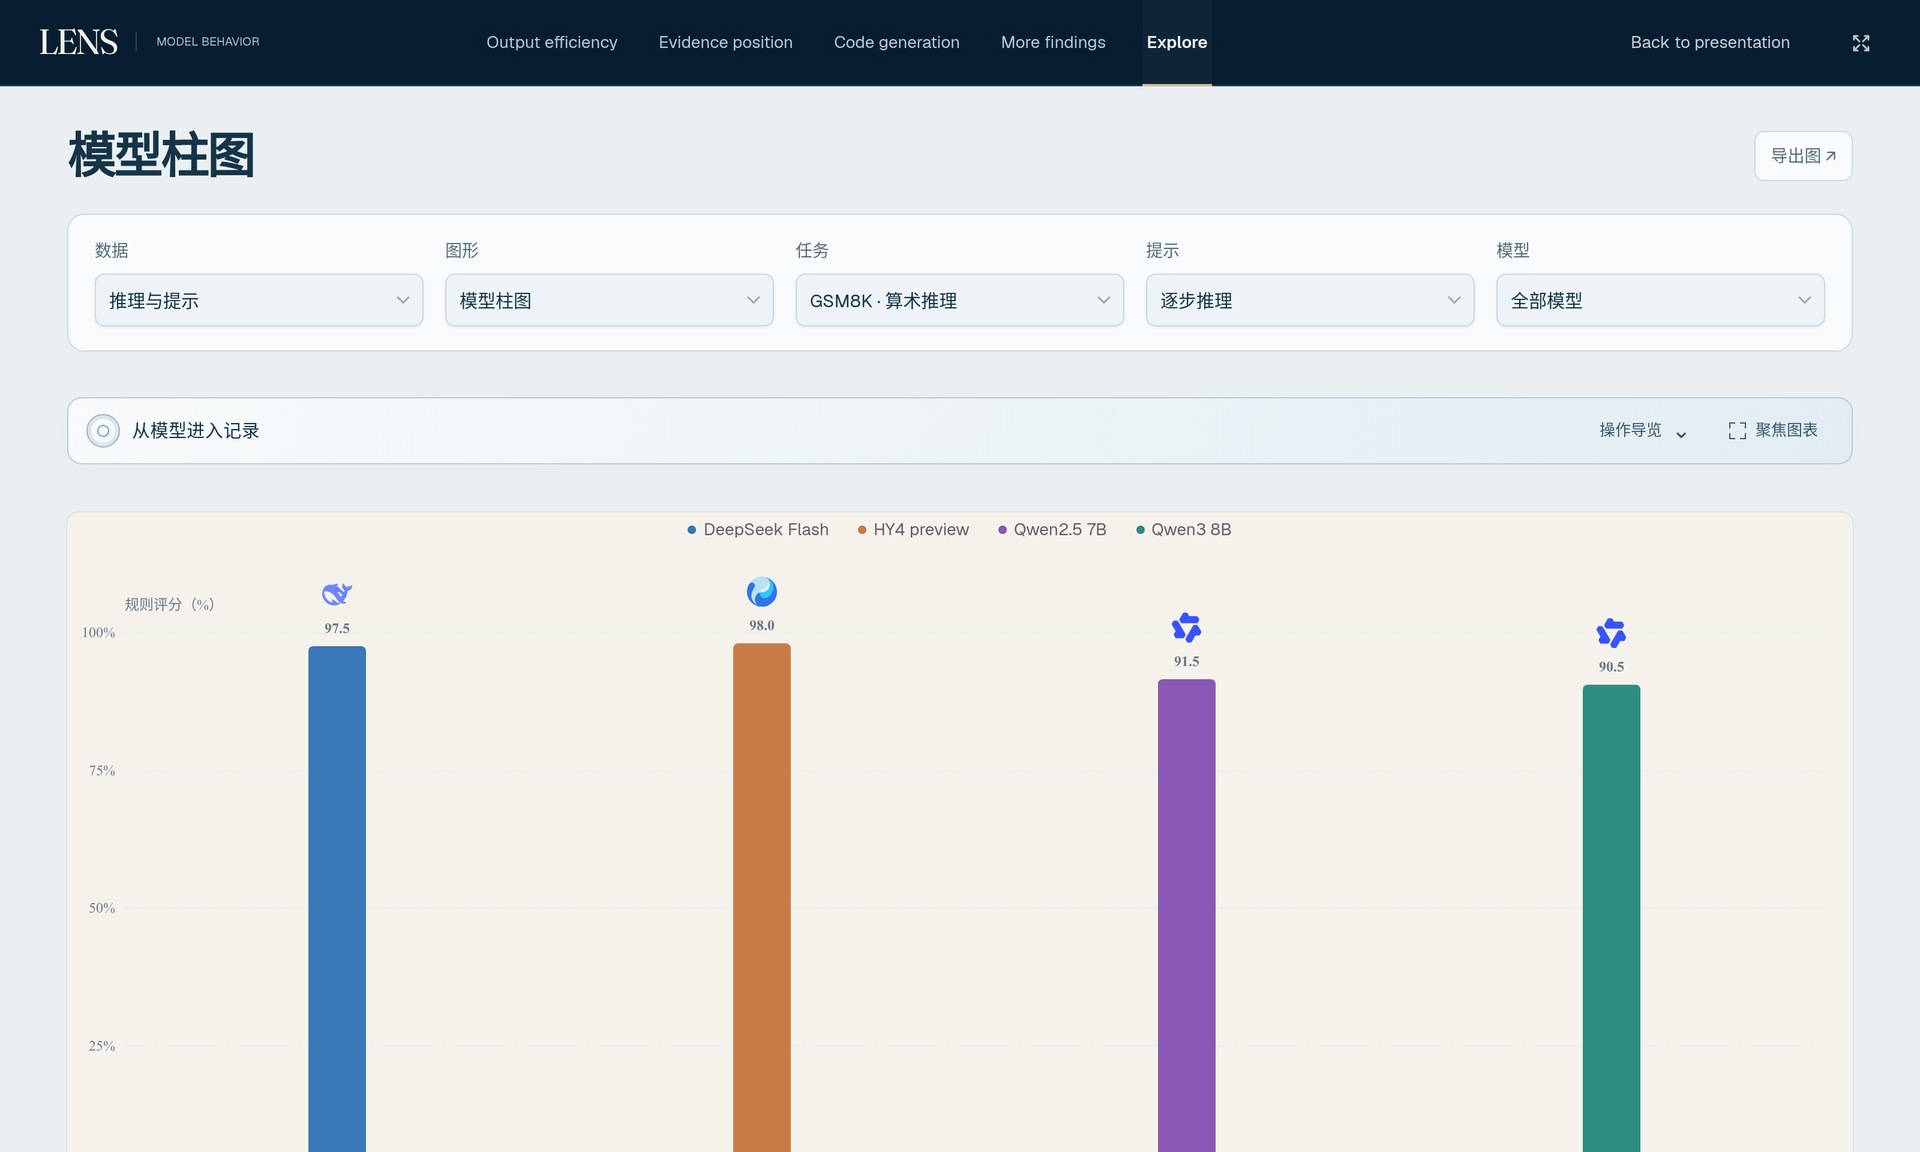 LENS
MODEL BEHAVIOR
Output efficiency
Evidence position
Code generation
More findings
Explore
Back to presentation
模型柱图
导出图
数据
图形
任务
提示
模型
推理与提示
模型柱图
GSM8K · 算术推理
逐步推理
全部模型
从模型进入记录
操作导览
聚焦图表
DeepSeek Flash
HY4 preview
Qwen2.5 7B
Qwen3 8B
规则评分（%）
97.5
98.0
91.5
90.5
100%
75%
50%
25%